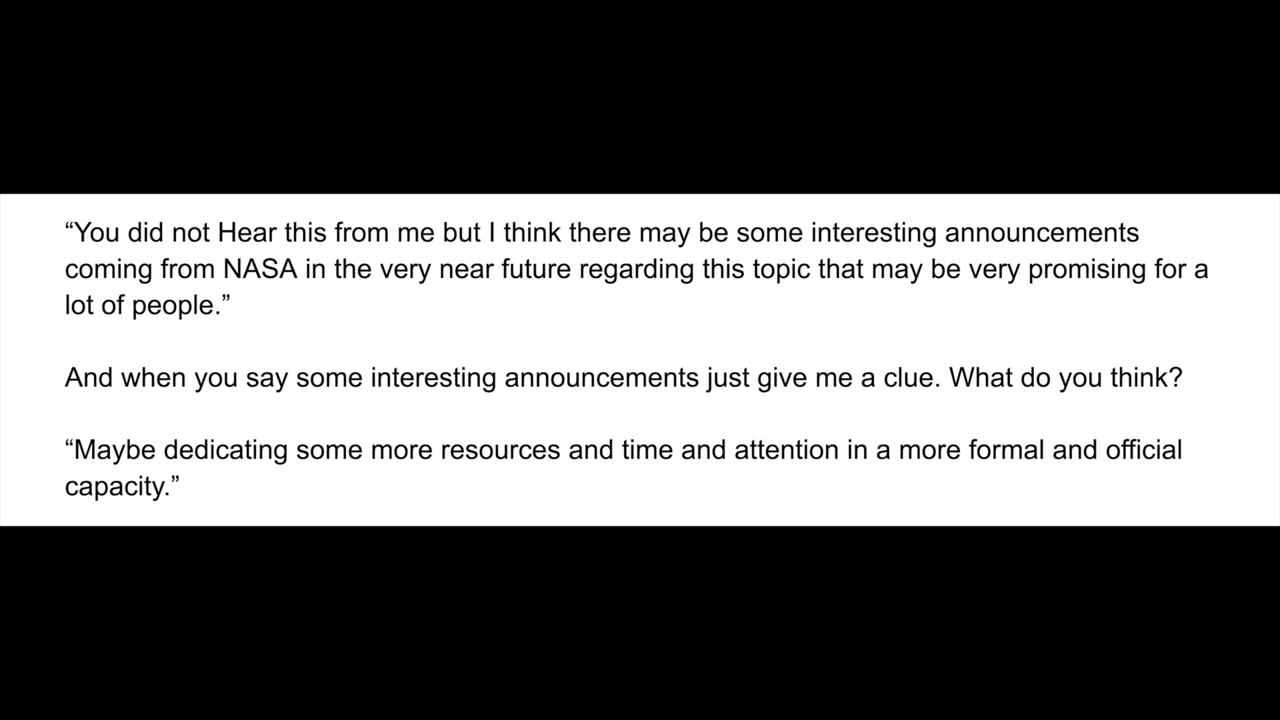 “You did not Hear this from me but I think there may be some interesting announcements
coming from NASA in the very near future regarding this topic that may be very promising for a
lot of people.”
And when you say some interesting announcements just give me a clue. What do you think?
“Maybe dedicating some more resources and time and attention in a more formal and official
capacity.”